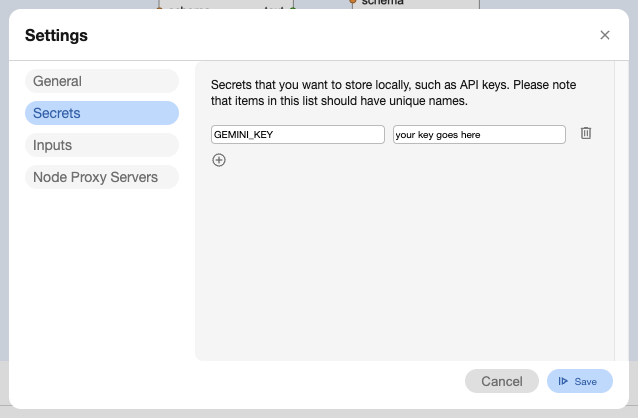 schema
Settings
General
Secrets
Inputs
Node Proxy Servers
Secrets that you want to store locally, such as API keys. Please note
that items in this list should have unique names.
GEMINI_KEY
your key goes here
Cancel
Save